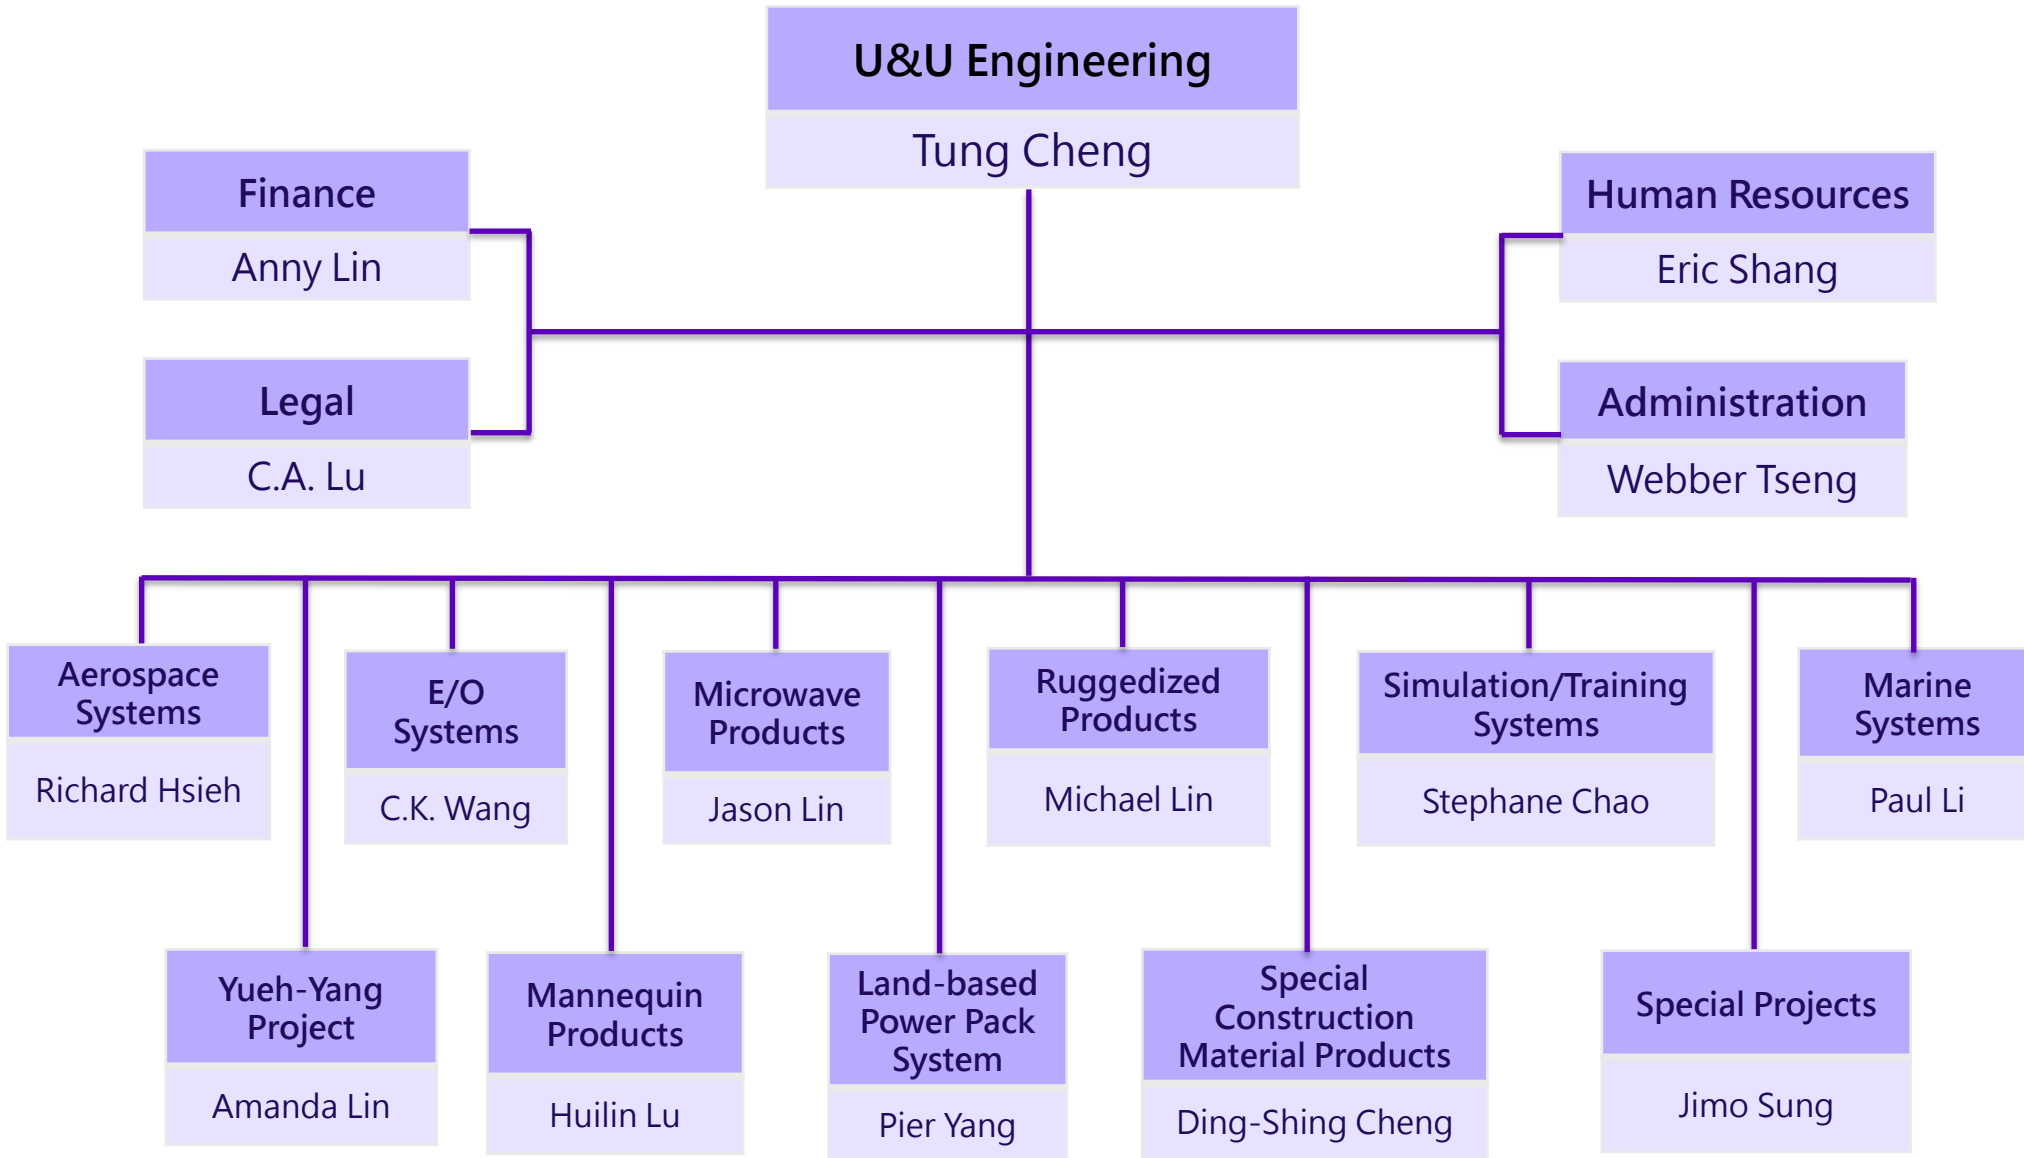 U&U Engineering
Tung Cheng
Finance
Anny Lin
Human Resources
Eric Shang
Legal
C.A. Lu
Administration
Webber Tseng
Aerospace
Systems
Richard Hsieh
E/O
Systems
C.K. Wang
Microwave
Products
Jason Lin
Ruggedized
Products
Michael Lin
Simulation/Training
Systems
Stephane Chao
Marine
Systems
Paul Li
Yueh-Yang
Project
Amanda Lin
Mannequin
Products
Huilin Lu
Land-based
Power Pack
System
Pier Yang
Special
Construction
Material Products
Ding-Shing Cheng
Special Projects
Jimo Sung